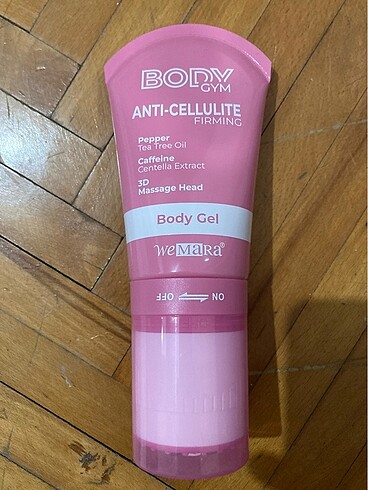 BODY
GYM
ANTI-CELLULITE
FIRMING
Pepper
Tea Tree Oil
Caffeine
Centella Extract
3D
Massage Head
Body Gel
WeMaRa®
ON OFF